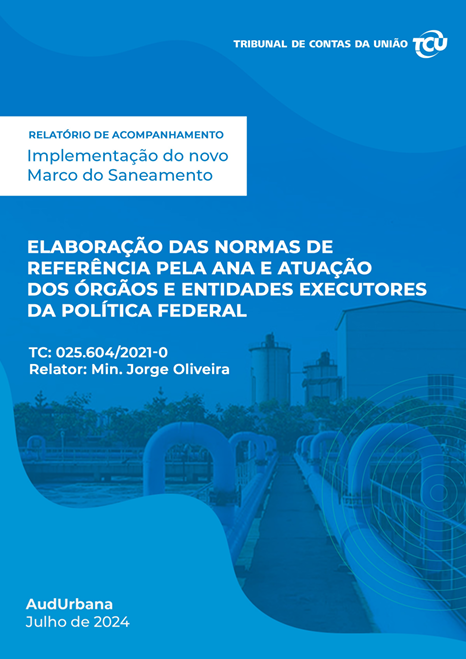 TRIBUNAL DE CONTAS DA UNIÃO TCU
RELATÓRIO DE ACOMPANHAMENTO
Implementação do novo
Marco do Saneamento
ELABORAÇÃO DAS NORMAS DE
REFERÊNCIA PELA ANA E ATUAÇÃO
DOS ÓRGÃOS E ENTIDADES EXECUTORES
DA POLÍTICA FEDERAL
TC: 025.604/2021-0
Relator: Min. Jorge Oliveira
AudUrbana
Julho de 2024